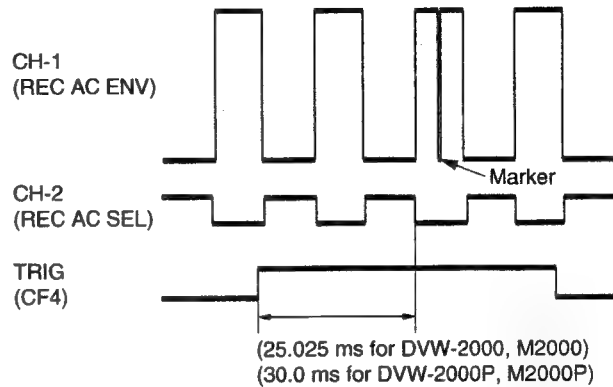 CH-1
(REC AC ENV)
Marker
CH-2
(REC AC SEL)
TRIG
(CF4)
(25.025 ms for DVW-2000, M2000)
(30.0 ms for DVW-2000P, M2000P)